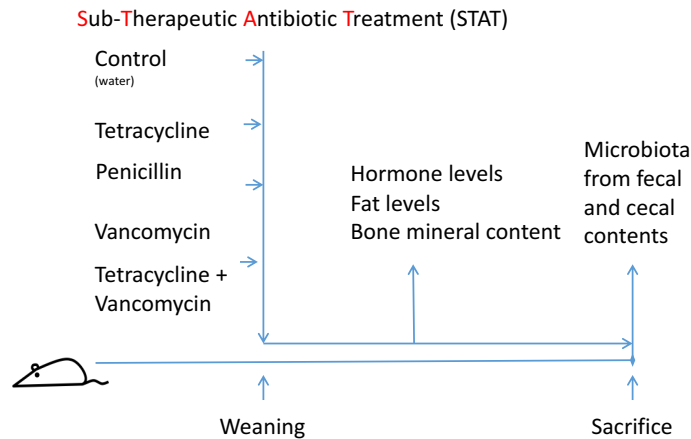 Sub-Therapeutic Antibiotic Treatment (STAT)
Control
(water)
Tetracycline
Penicillin
Vancomycin
Tetracycline +
Vancomycin
Hormone levels
Fat levels
Bone mineral content
Microbiota
from fecal
and cecal
contents
Weaning
Sacrifice